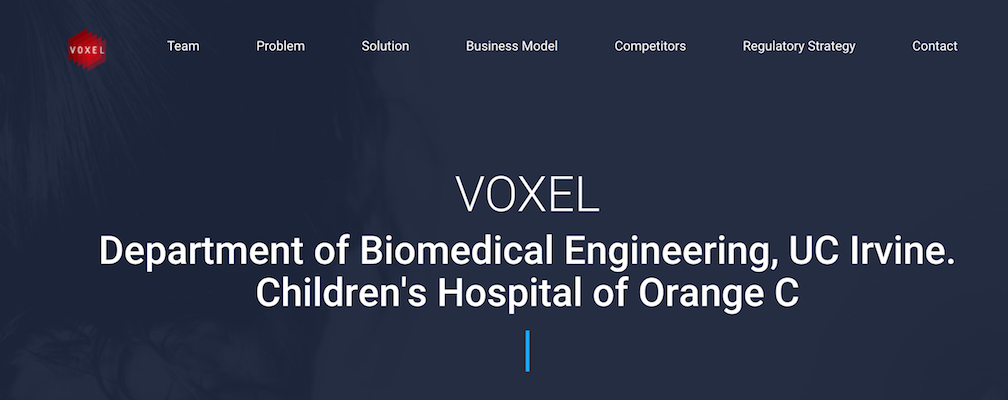 VOXEL
Team Problem Solution Business Model Competitors Regulatory Strategy Contact
VOXEL
Department of Biomedical Engineering, UC Irvine.
Children's Hospital of Orange C